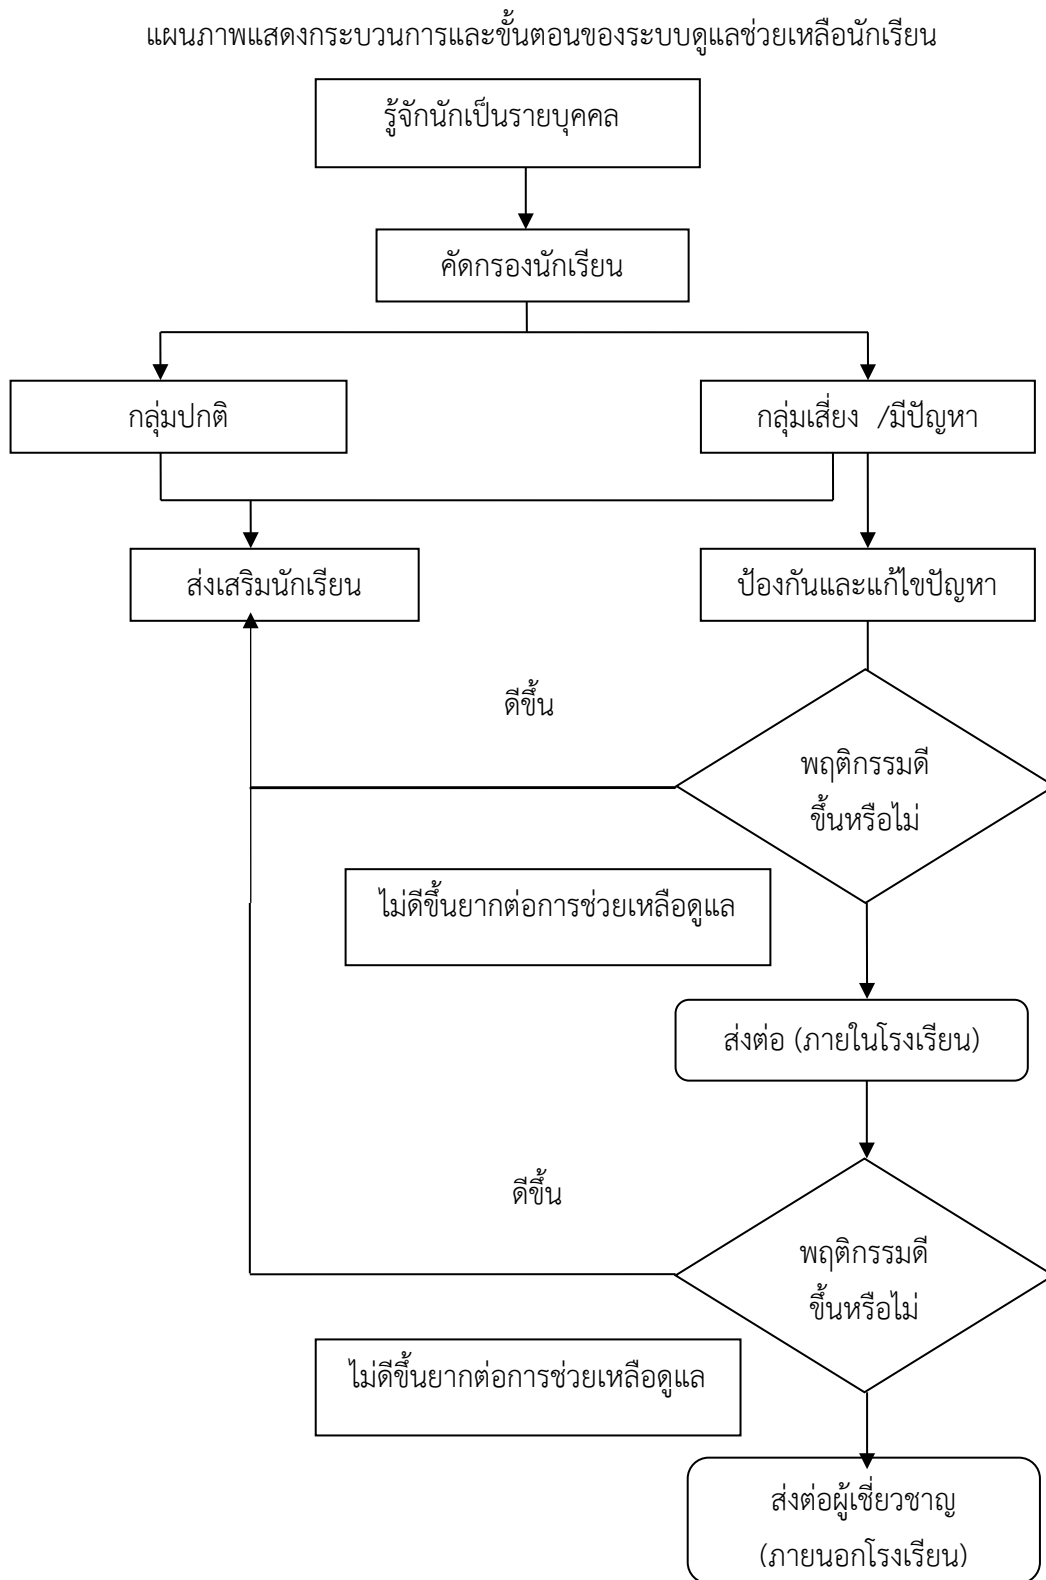 แผนภาพแสดงกระบวนการและขั้นตอนของระบบดูแลช่วยเหลือนักเรียน
รู้จักนักเป็นรายบุคคล
คัดกรองนักเรียน
กลุ่มปกติ
กลุ่มเสี่ยง /มีปัญหา
ส่งเสริมนักเรียน
ป้องกันและแก้ไขปัญหา
ดีขึ้น
พฤติกรรมดี
ขึ้นหรือไม่
ไม่ดีขึ้นยากต่อการช่วยเหลือดูแล
ส่งต่อ (ภายในโรงเรียน)
ดีขึ้น
พฤติกรรมดี
ขึ้นหรือไม่
ไม่ดีขึ้นยากต่อการช่วยเหลือดูแล
ส่งต่อผู้เชี่ยวชาญ
(ภายนอกโรงเรียน)